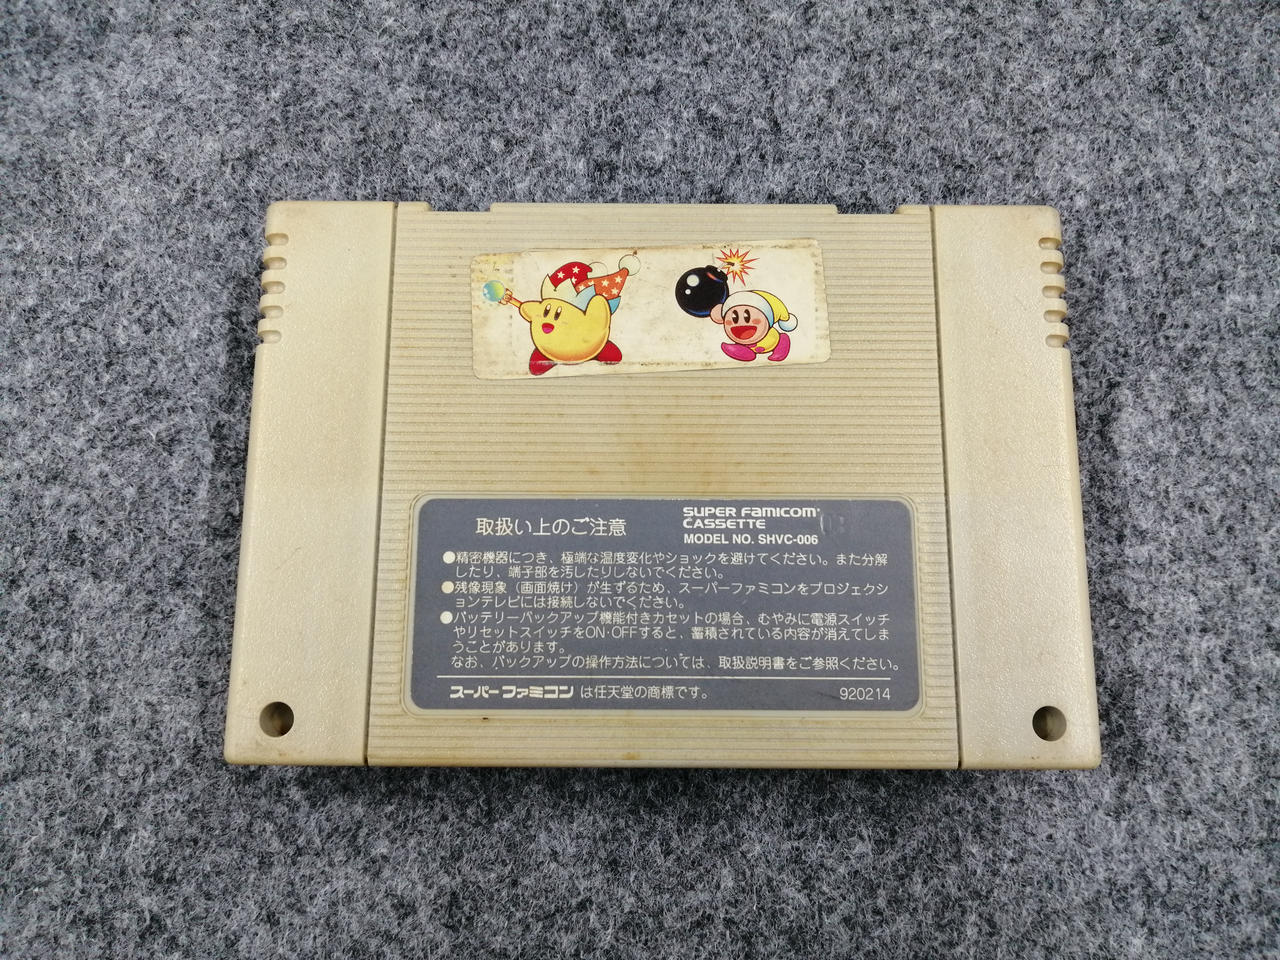 取扱い上のご注意
SUPER FAMICOM
CASSETTE
MODEL NO. SHVC-006
●精密機器につき、極端な温度変化やショックを避けてください。また分解
したり、端子部を汚したりしないでください。
●残像現象（画面焼け）が生ずるため、スーパーファミコンをプロジェクシ
ョンテレビには接続しないでください。
●バッテリーバックアップ機能付きカセットの場合、むやみに電源スイッチ
やリセットスイッチをON・OFFすると、蓄積されている内容が消えてしま
うことがあります。
なお、バックアップの操作方法については、取扱説明書をご参照ください。
スーパーファミコン は任天堂の商標です。
920214